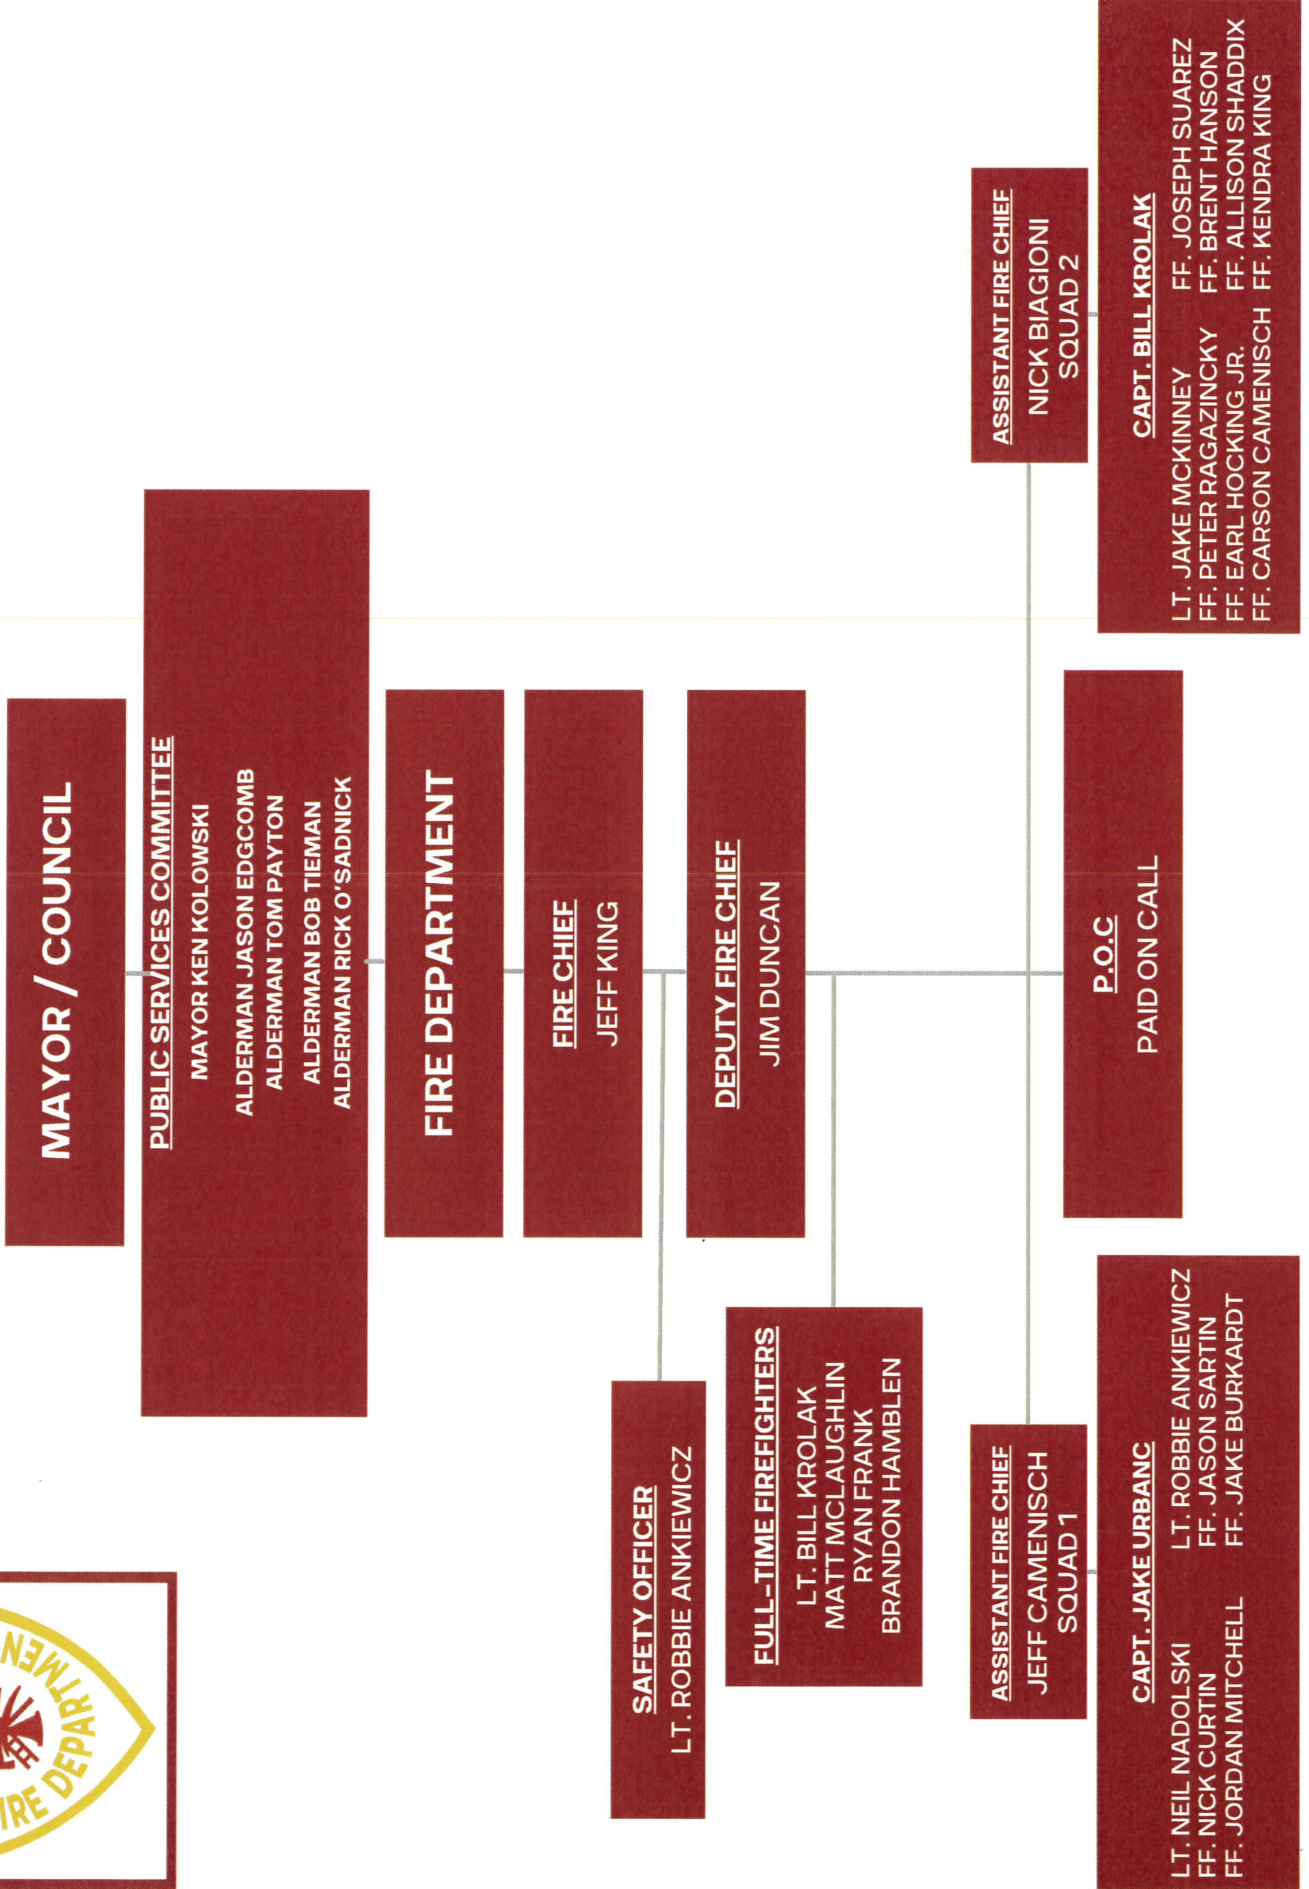 IRE DEPARTMEN
MAYOR / COUNCIL
PUBLIC SERVICES COMMITTEE
MAYOR KEN KOLOWSKI
ALDERMAN JASON EDGCOMB
ALDERMAN TOM PAYTON
ALDERMAN BOB TIEMAN
ALDERMAN RICK O'SADNICK
FIRE DEPARTMENT
FIRE CHIEF
JEFF KING
SAFETY OFFICER
LT. ROBBIE ANKIEWICZ
DEPUTY FIRE CHIEF
JIM DUNCAN
FULL-TIME FIREFIGHTERS
LT. BILL KROLAK
MATT MCLAUGHLIN
RYAN FRANK
BRANDON HAMBLEN
ASSISTANT FIRE CHIEF
JEFF CAMENISCH
SQUAD 1
CAPT. JAKE URBANC
LT. NEIL NADOLSKI LT. ROBBIE ANKIEWICZ
FF. NICK CURTIN FF. JASON SARTIN
FF. JORDAN MITCHELL FF. JAKE BURKARDT
P.O.C
PAID ON CALL
ASSISTANT FIRE CHIEF
NICK BIAGIONI
SQUAD 2
CAPT. BILL KROLAK
LT. JAKE MCKINNEY FF. JOSEPH SUAREZ
FF. PETER RAGAZINCKY FF. BRENT HANSON
FF. EARL HOCKING JR. FF. ALLISON SHADDIX
FF. CARSON CAMENISCH FF. KENDRA KING